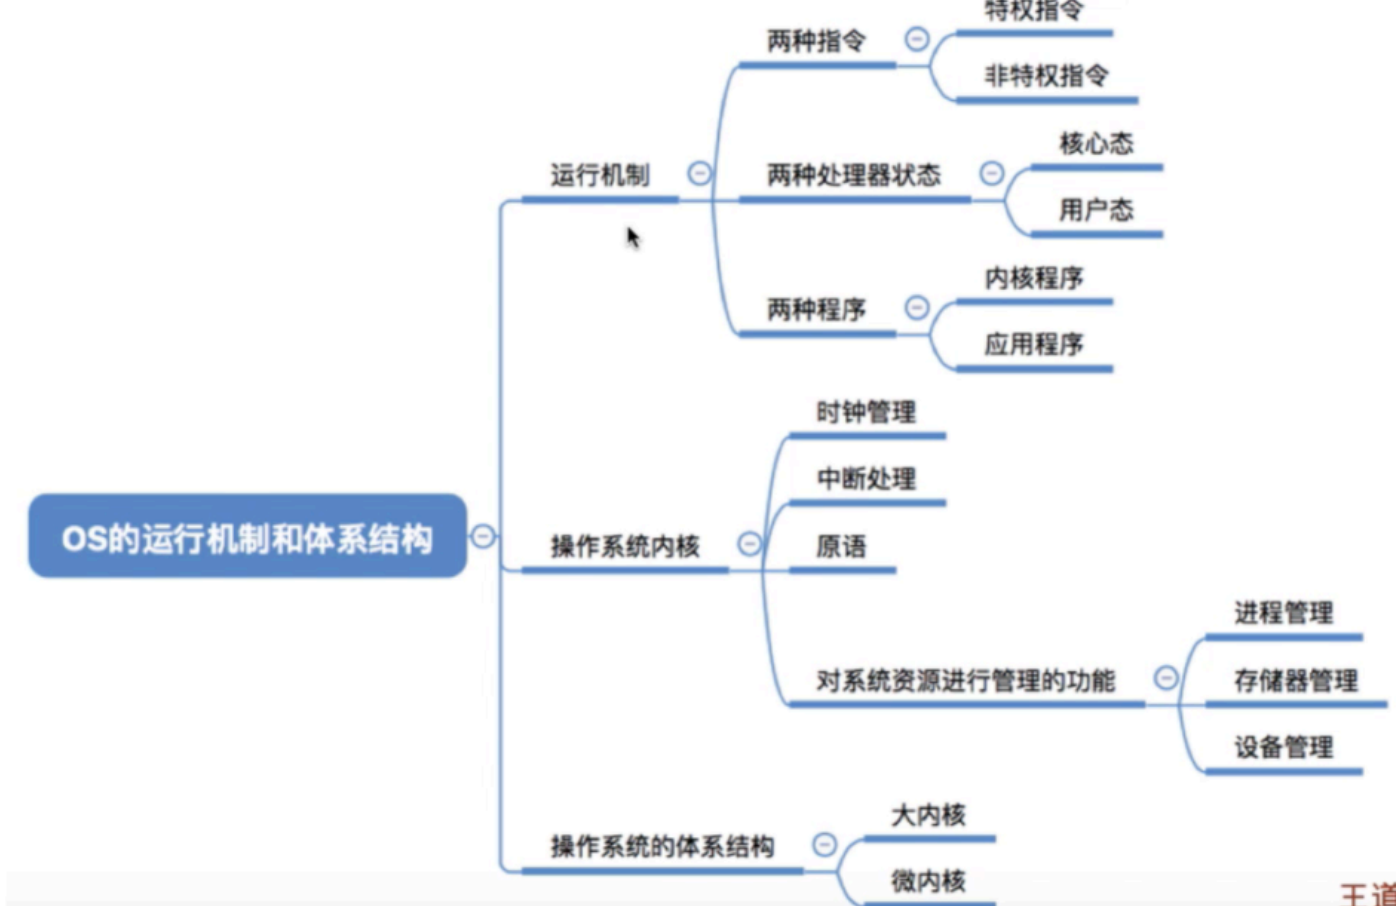 特权指令
两种指令
非特权指令
核心态
运行机制
两种处理器状态
用户态
内核程序
两种程序
应用程序
时钟管理
中断处理
OS的运行机制和体系结构
操作系统内核
原语
进程管理
对系统资源进行管理的功能
存储器管理
设备管理
大内核
操作系统的体系结构
微内核
王道